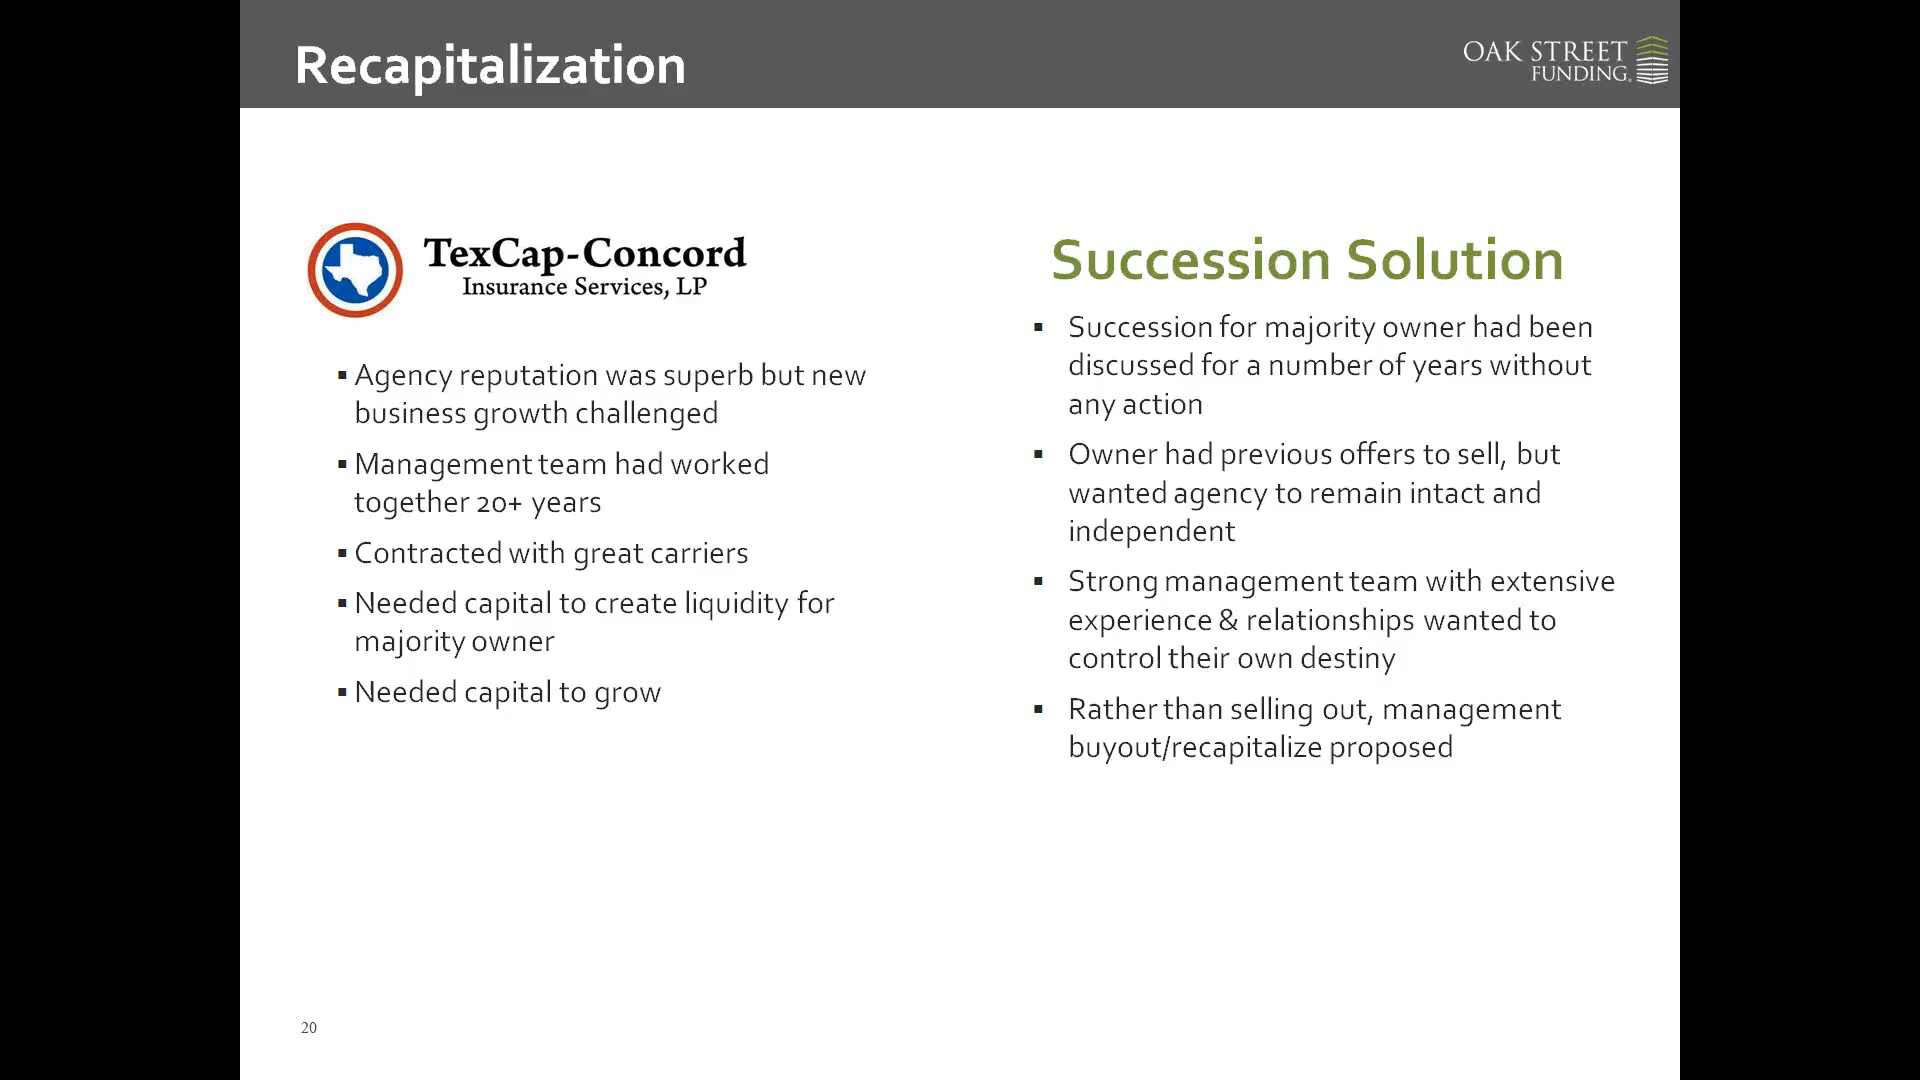 Recapitalization
OAK STREET
FUNDING®
TexCap-Concord
Insurance Services, LP
▪ Agency reputation was superb but new
business growth challenged
▪ Management team had worked
together 20+ years
▪ Contracted with great carriers
▪ Needed capital to create liquidity for
majority owner
▪ Needed capital to grow
Succession Solution
▪ Succession for majority owner had been
discussed for a number of years without
any action
▪ Owner had previous offers to sell, but
wanted agency to remain intact and
independent
▪ Strong management team with extensive
experience & relationships wanted to
control their own destiny
▪ Rather than selling out, management
buyout/recapitalize proposed
20